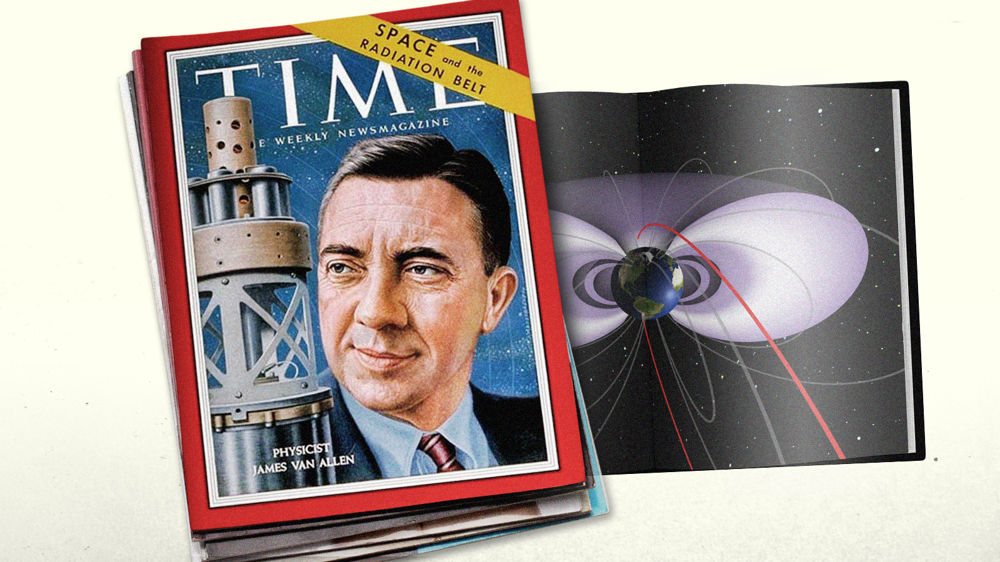 SPACE and the
RADIATION BELT
TIME
E WEEKLY NEWSMAGAZINE
PHYSICIST
JAMES VAN ALLEN